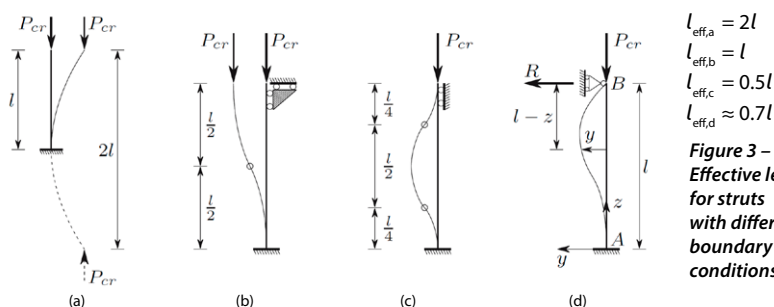 P_cr P_cr
l
2l
P_cr
(a)
P_cr P_cr
l/2
l/2
(b)
P_cr
l/4
l/2
l/4
(c)
P_cr
R
B
l − z
y
l
z
A
y
(d)
l_eff,a = 2l
l_eff,b = l
l_eff,c = 0.5l
l_eff,d ≈ 0.7l
Figure 3 –
Effective le
for struts
with differ
boundary
conditions